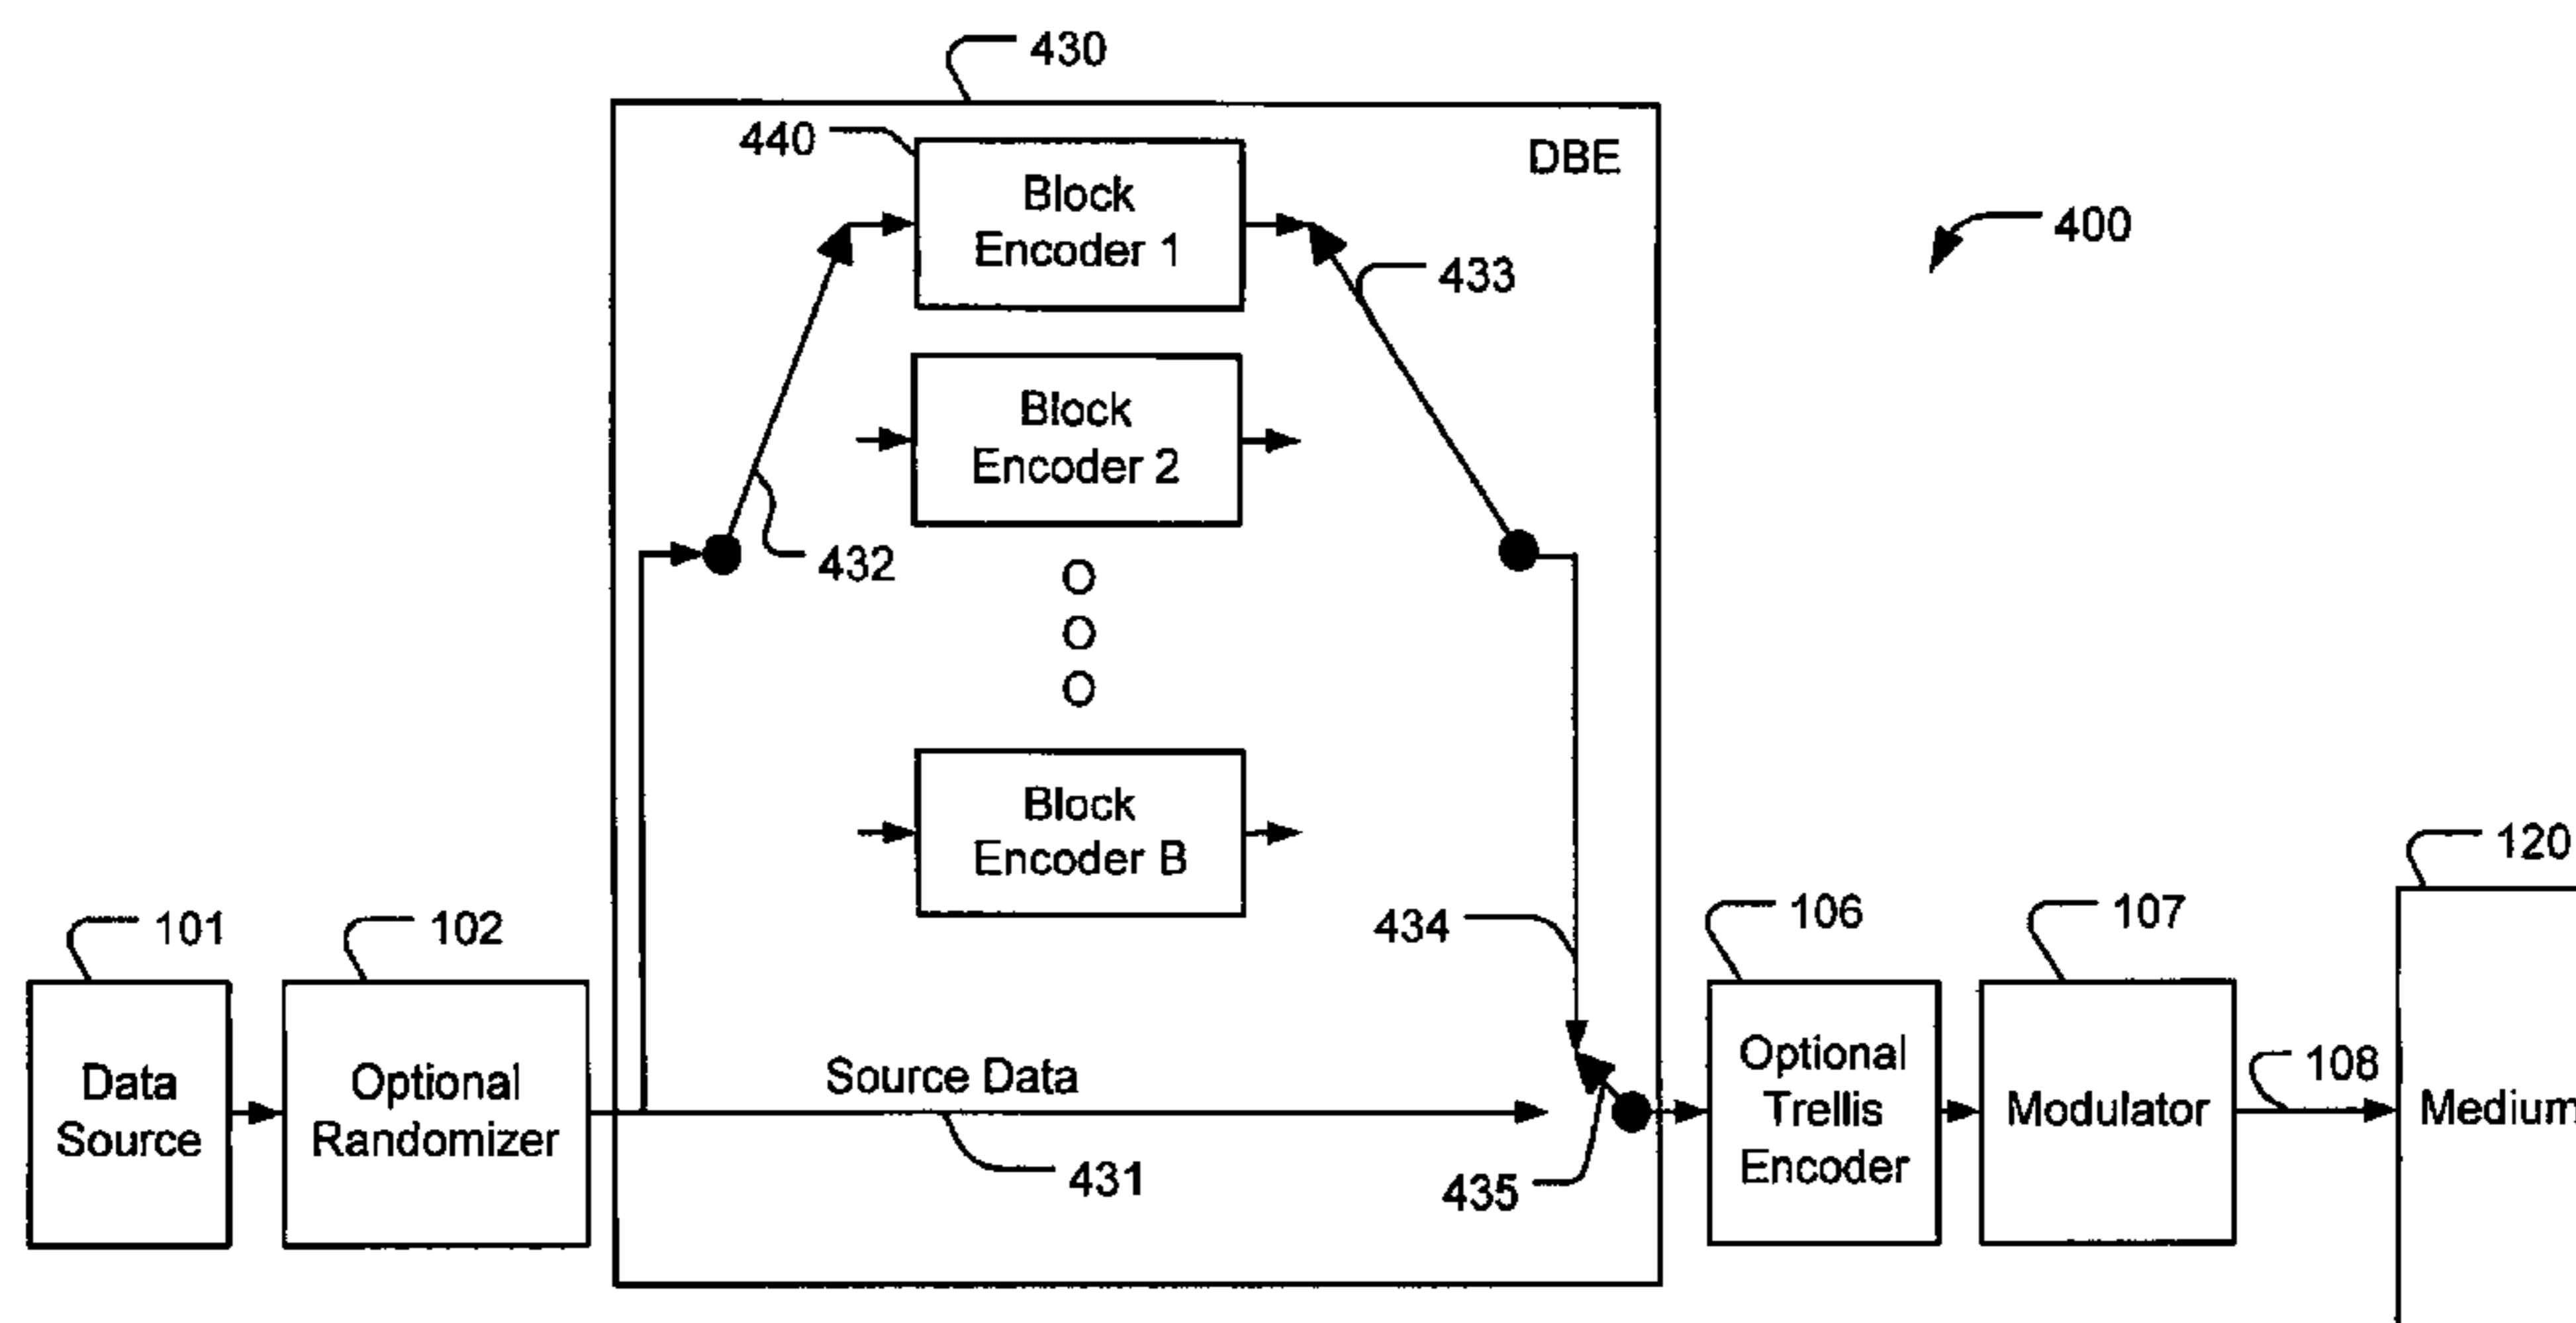 430
440
DBE
Block
Encoder 1
400
433
Block
Encoder 2
432
O
O
O
Block
Encoder B
120
101
102
434
106
107
Data
Source
Optional
Randomizer
Source Data
Optional
Trellis
Encoder
Modulator
108
Medium
431
435